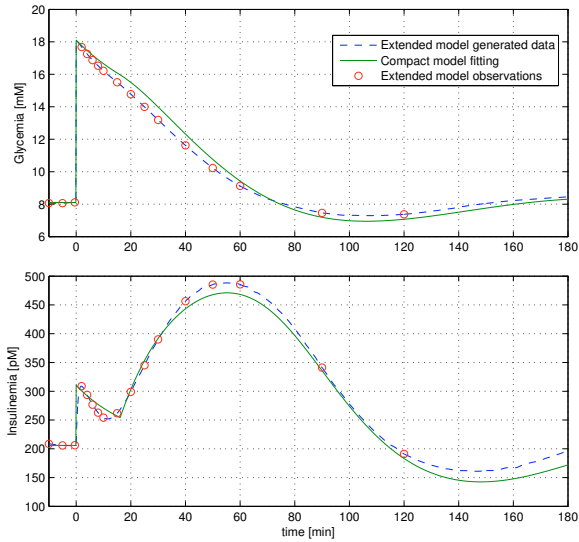 20
18
16
14
12
10
8
6
Glycemia [mM]
Extended model generated data
Compact model fitting
Extended model observations
0 20 40 60 80 100 120 140 160 180
500
450
400
350
300
250
200
150
100
Insulinemia [pM]
0 20 40 60 80 100 120 140 160 180
time [min]